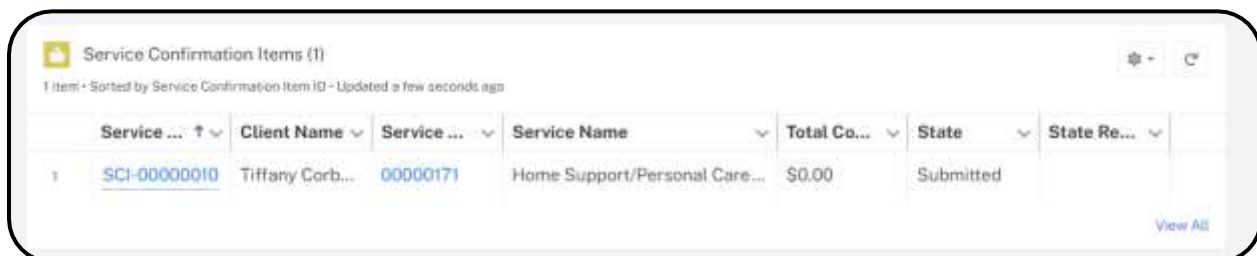 Service Confirmation Items (1)
1 item • Sorted by Service Confirmation Item ID • Updated a few seconds ago
Service ... Client Name Service ... Service Name Total Co... State State Re...
1 SCI-00000010 Tiffany Corb... 00000171 Home Support/Personal Care... $0.00 Submitted
View All